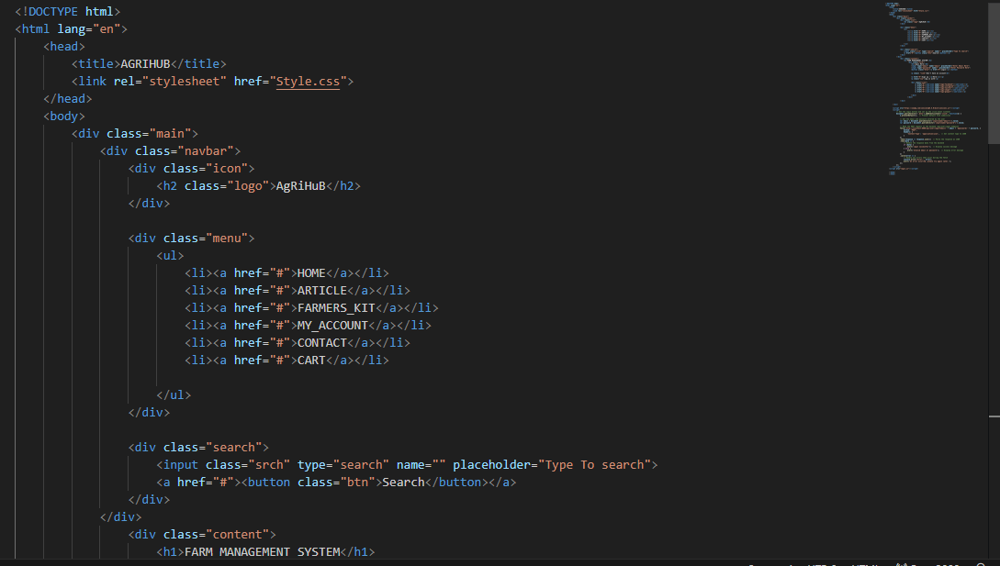 <!DOCTYPE html>
<html lang="en">
<head>
<title>AGRIHUB</title>
<link rel="stylesheet" href="Style.css">
</head>
<body>
<div class="main">
<div class="navbar">
<div class="icon">
<h2 class="logo">AgRiHuB</h2>
</div>
<div class="menu">
<ul>
<li><a href="#">HOME</a></li>
<li><a href="#">ARTICLE</a></li>
<li><a href="#">FARMERS_KIT</a></li>
<li><a href="#">MY_ACCOUNT</a></li>
<li><a href="#">CONTACT</a></li>
<li><a href="#">CART</a></li>
</ul>
</div>
<div class="search">
<input class="srch" type="search" name="" placeholder="Type To search">
<a href="#"><button class="btn">Search</button></a>
</div>
</div>
<div class="content">
<h1>FARM MANAGEMENT SYSTEM</h1>